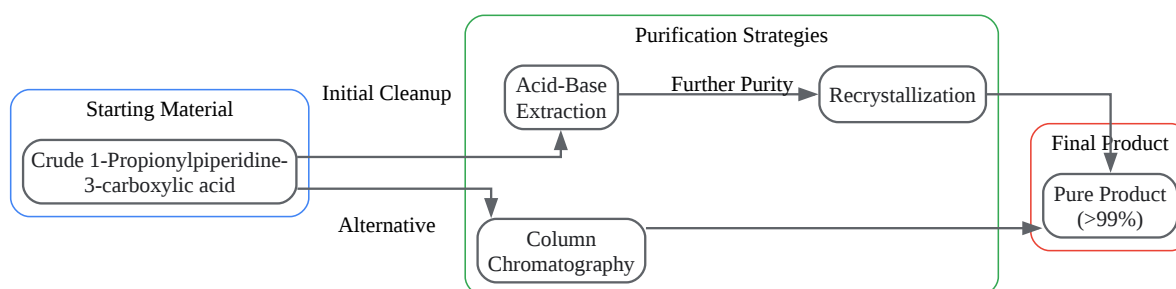 Purification Strategies
Starting Material
Initial Cleanup
Acid-Base
Extraction
Further Purity
Recrystallization
Crude 1-Propionylpiperidine-
3-carboxylic acid
Final Product
Pure Product
(>99%)
Alternative
Column
Chromatography